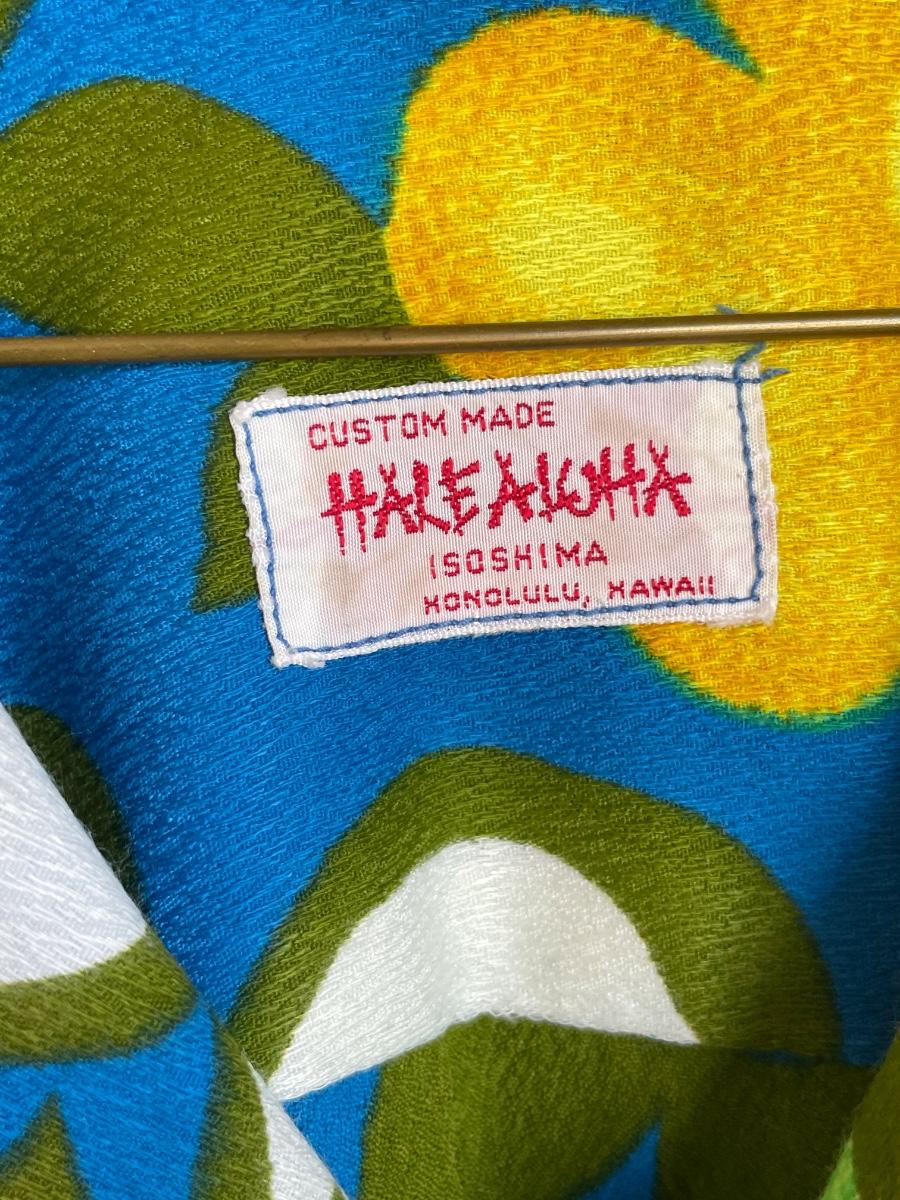 CUSTOM MADE
HALE ALOHA
ISOSHIMA
HONOLULU, HAWAII